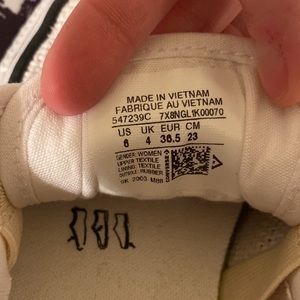 MADE IN VIETNAM
FABRIQUE AU VIETNAM
547239C 7X8NGL1K00070
US UK EUR CM
6 4 36.5 23
GENDER: WOMEN
UPPER: TEXTILE
LINING: TEXTILE
OUTSOLE: RUBBER
CONVERSE